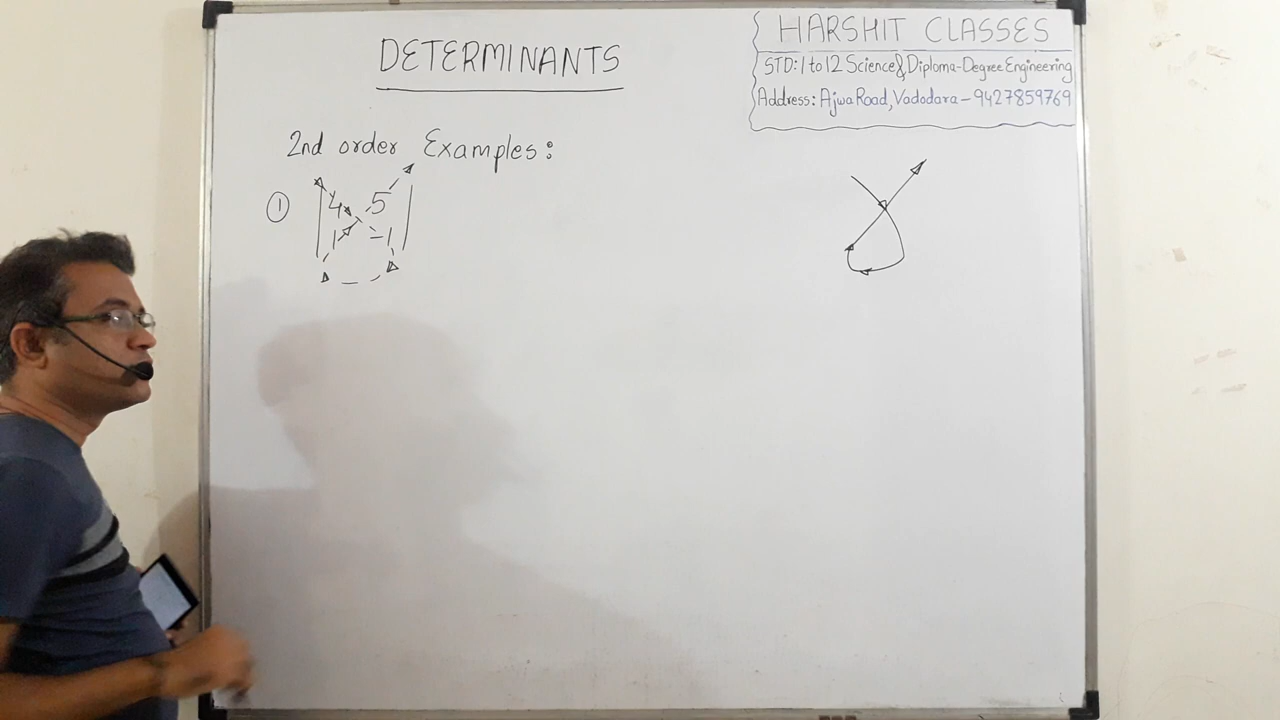 DETERMINANTS
HARSHIT CLASSES
STD: 1 to 12 Science & Diploma-Degree Engineering
Address: Ajwa Road, Vadodara - 9427859769
2nd order Examples:
① | 4 5 |
| 1 -1 |